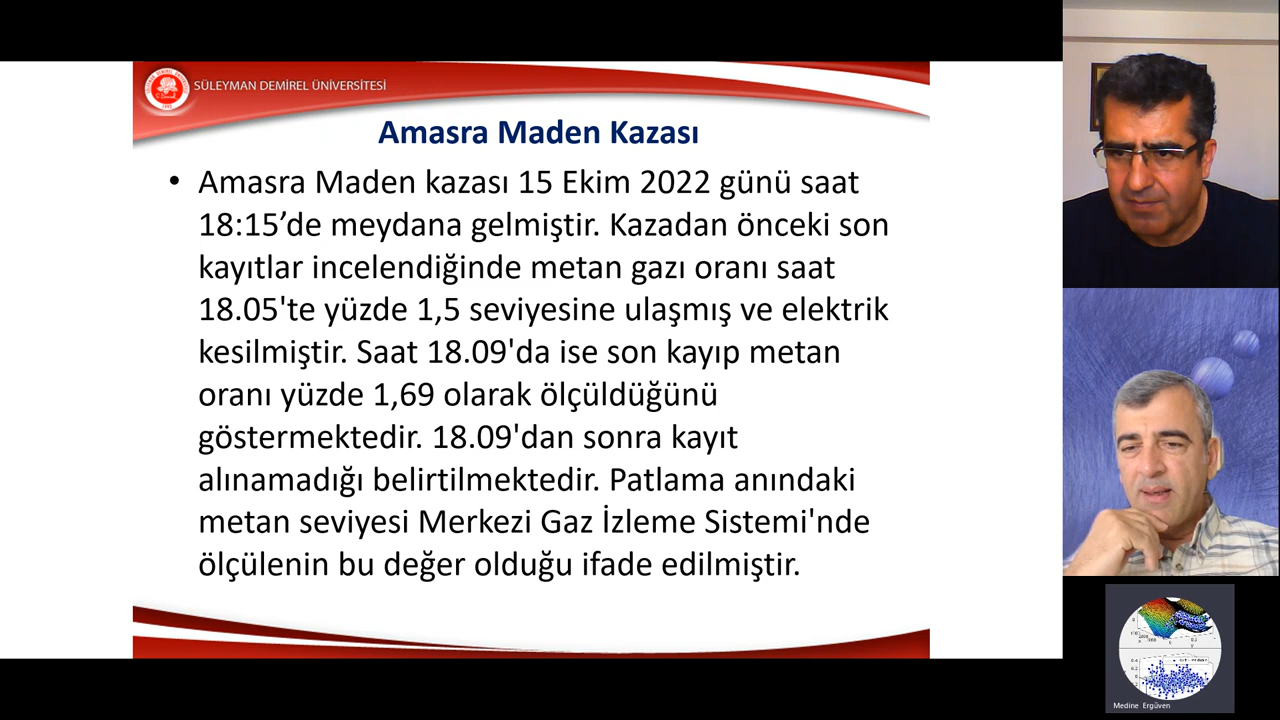 SÜLEYMAN DEMİREL ÜNİVERSİTESİ
Amasra Maden Kazası
• Amasra Maden kazası 15 Ekim 2022 günü saat
18:15’de meydana gelmiştir. Kazadan önceki son
kayıtlar incelendiğinde metan gazı oranı saat
18.05'te yüzde 1,5 seviyesine ulaşmış ve elektrik
kesilmiştir. Saat 18.09'da ise son kayıp metan
oranı yüzde 1,69 olarak ölçüldüğünü
göstermektedir. 18.09'dan sonra kayıt
alınamadığı belirtilmektedir. Patlama anındaki
metan seviyesi Merkezi Gaz İzleme Sistemi'nde
ölçülenin bu değer olduğu ifade edilmiştir.
Medine Ergüven